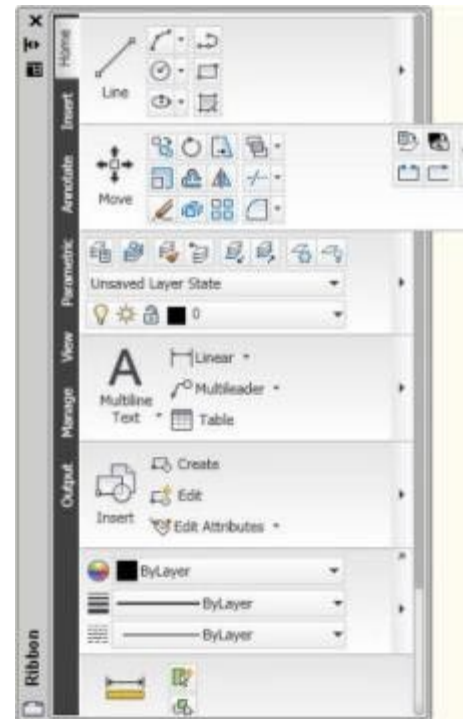 Home
Insert
Annotate
Parametric
View
Manage
Output
Ribbon
Line
Move
Unsaved Layer State
0
A
Multiline
Text
Linear
Multileader
Table
Insert
Create
Edit
Edit Attributes
ByLayer
ByLayer
ByLayer